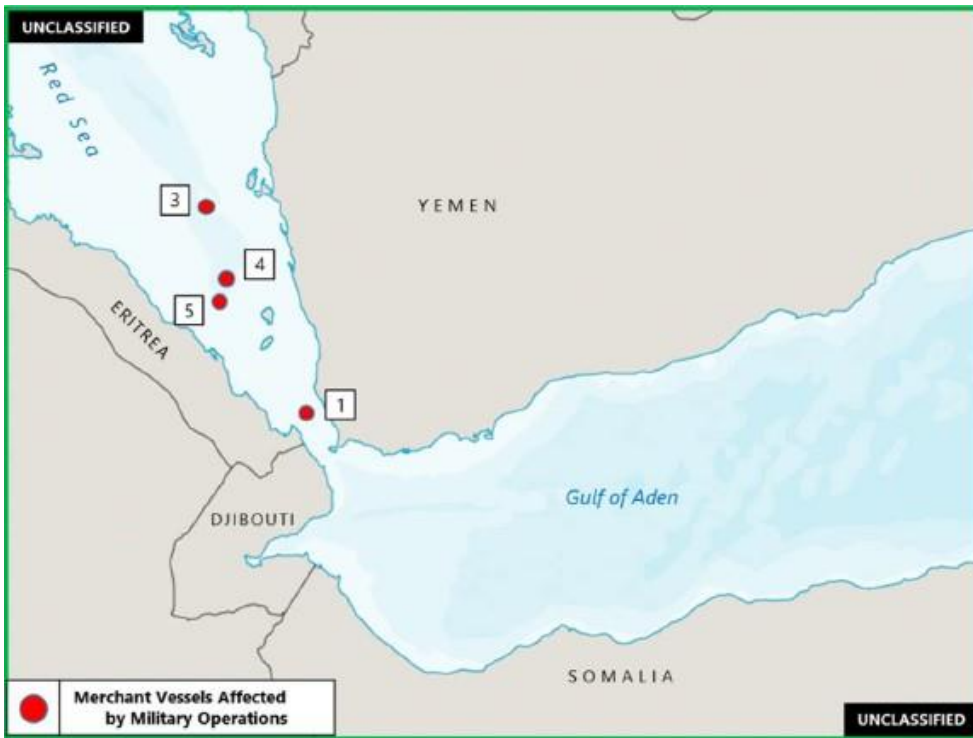 UNCLASSIFIED
Red Sea
3
YEMEN
4
5
ERITREA
1
Gulf of Aden
DJIBOUTI
SOMALIA
Merchant Vessels Affected
by Military Operations
UNCLASSIFIED